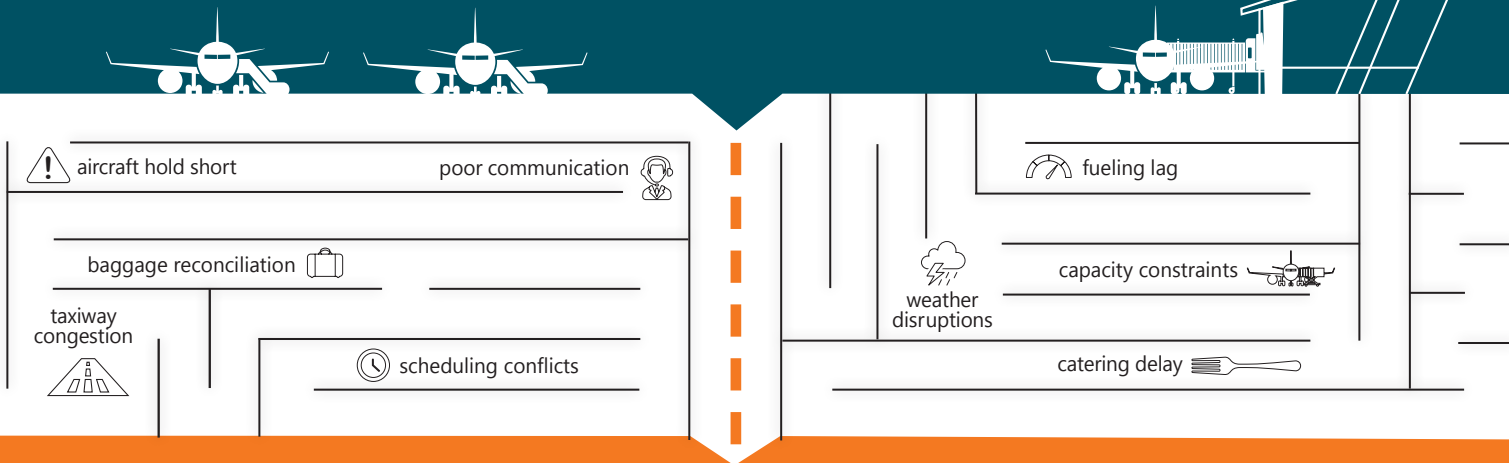 aircraft hold short
poor communication
baggage reconciliation
taxiway
congestion
scheduling conflicts
fueling lag
weather
disruptions
capacity constraints
catering delay